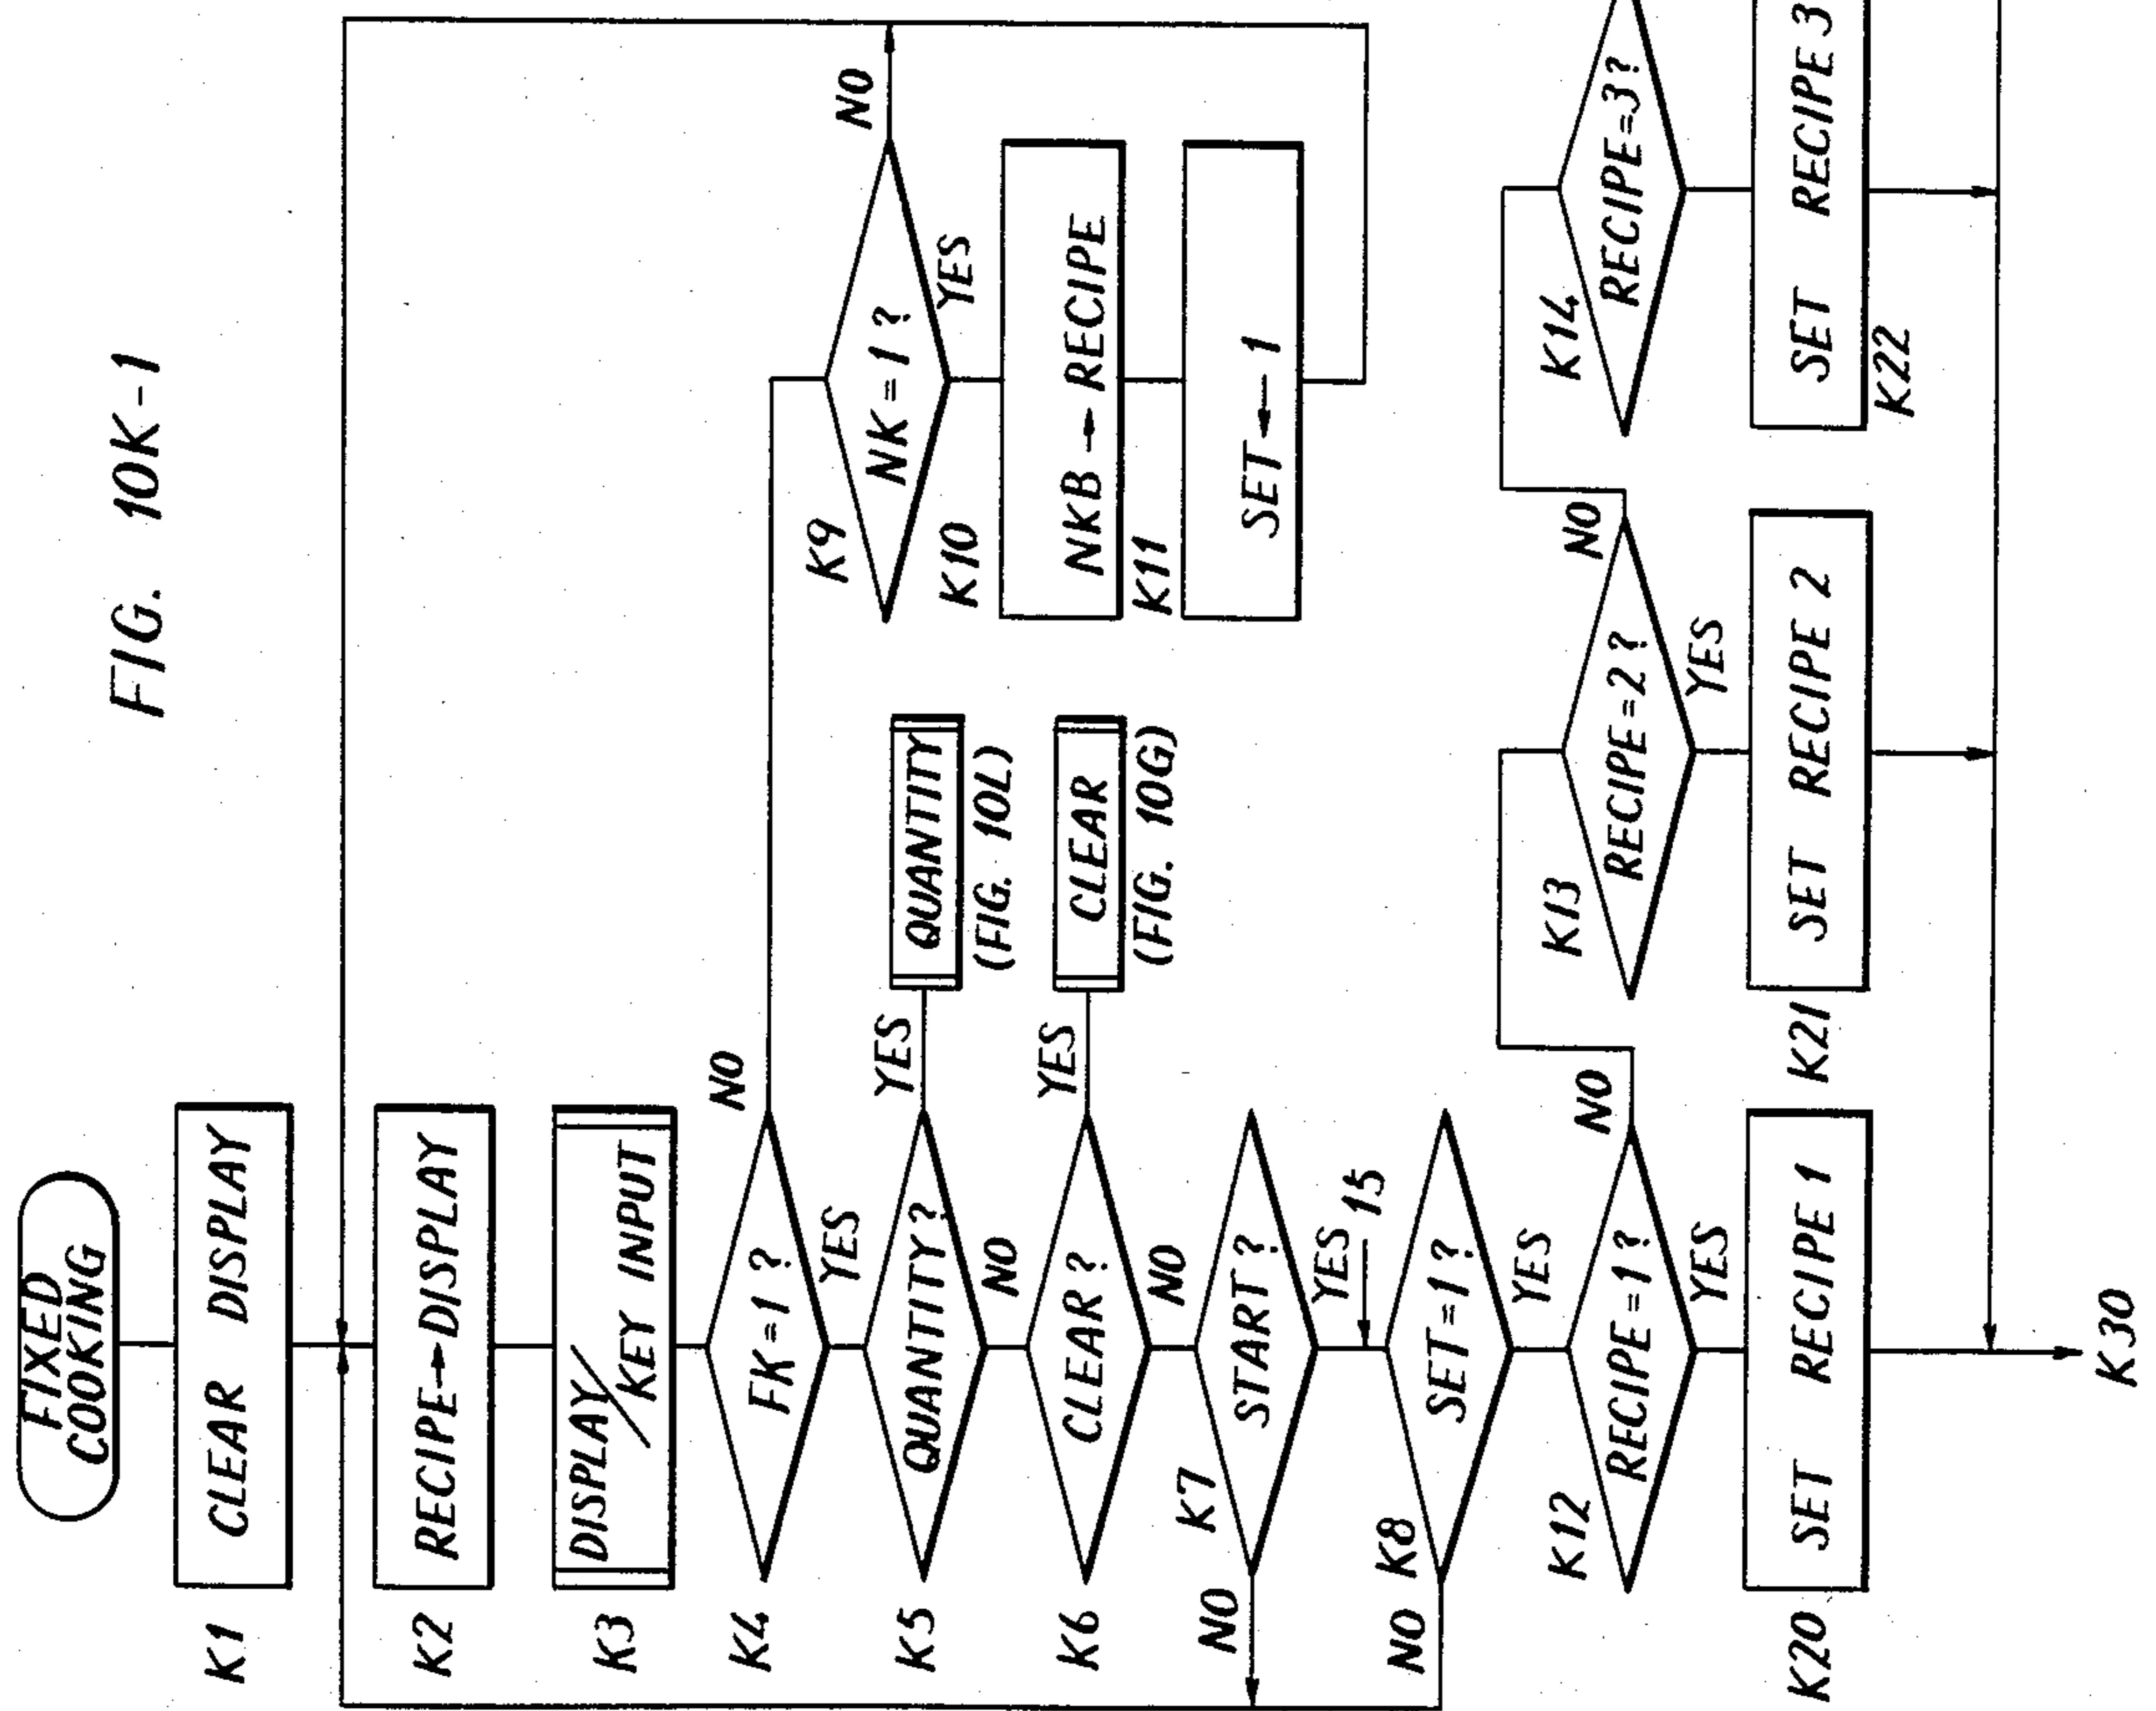 FIG. 10K-1
FIXED
COOKING
K1
CLEAR DISPLAY
K2
RECIPE→DISPLAY
K3
DISPLAY/
KEY INPUT
K4
FK=1?
NO
YES
K5
QUANTITY?
YES
QUANTITY
(FIG. 10L)
NO
K6
CLEAR?
YES
CLEAR
(FIG. 10G)
NO
K7
START?
NO
YES
15
K8
SET=1?
NO
YES
K9
NK=1?
NO
YES
K10
NKB→RECIPE
K11
SET←1
K12
RECIPE=1?
NO
YES
K13
RECIPE=2?
NO
YES
K14
RECIPE=3?
K20
SET RECIPE 1
K21
SET RECIPE 2
K22
SET RECIPE 3
K30